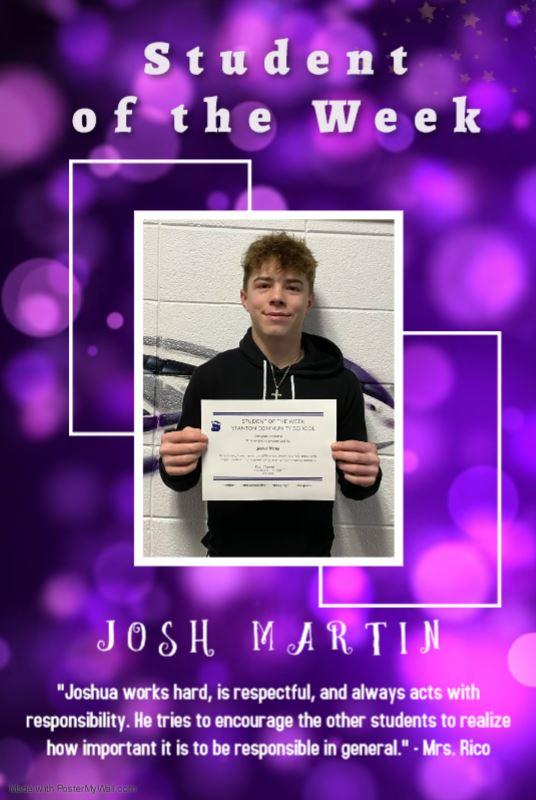 Student
of the Week
STUDENT OF THE WEEK
STANTON COMMUNITY SCHOOL
JOSH MARTIN
"Joshua works hard, is respectful, and always acts with
responsibility. He tries to encourage the other students to realize
how important it is to be responsible in general." - Mrs. Rico
Made with PosterMyWall.com